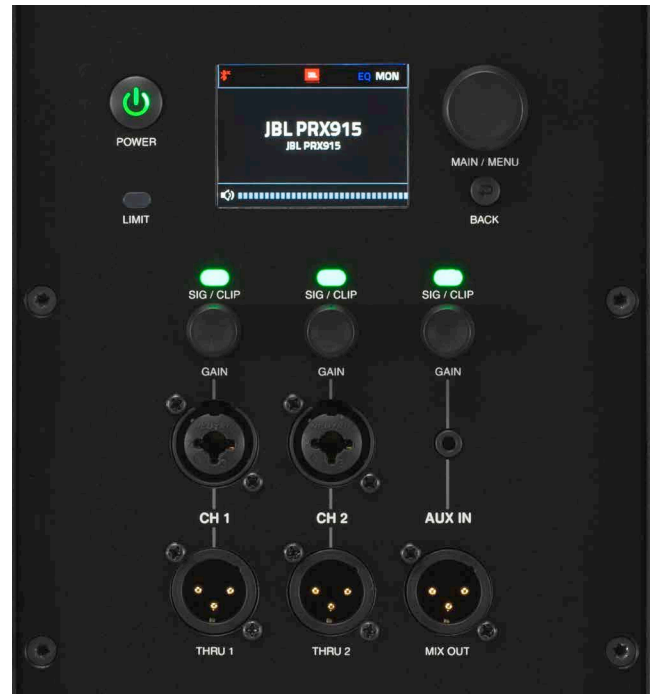 EQ MON
JBL PRX915
JBL PRX915
POWER
MAIN / MENU
LIMIT
BACK
SIG / CLIP SIG / CLIP SIG / CLIP
GAIN GAIN GAIN
CH 1 CH 2 AUX IN
THRU 1 THRU 2 MIX OUT